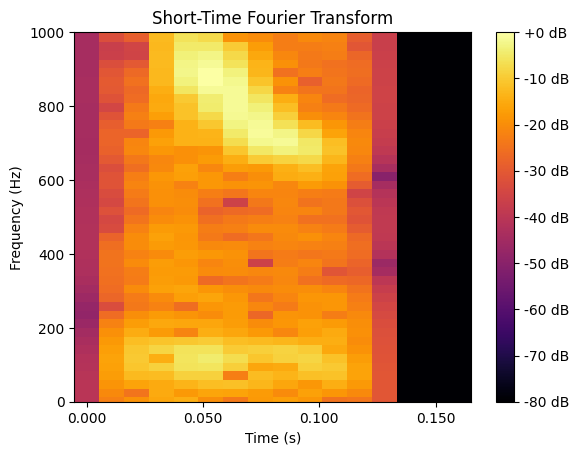 Short-Time Fourier Transform
1000
800
600
400
200
0
Frequency (Hz)
0.000
0.050
0.100
0.150
Time (s)
+0 dB
-10 dB
-20 dB
-30 dB
-40 dB
-50 dB
-60 dB
-70 dB
-80 dB